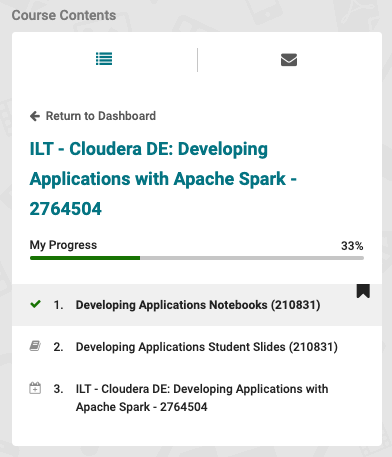 Course Contents
Return to Dashboard
ILT - Cloudera DE: Developing
Applications with Apache Spark -
2764504
My Progress 33%
1. Developing Applications Notebooks (210831)
2. Developing Applications Student Slides (210831)
3. ILT - Cloudera DE: Developing Applications with
Apache Spark - 2764504